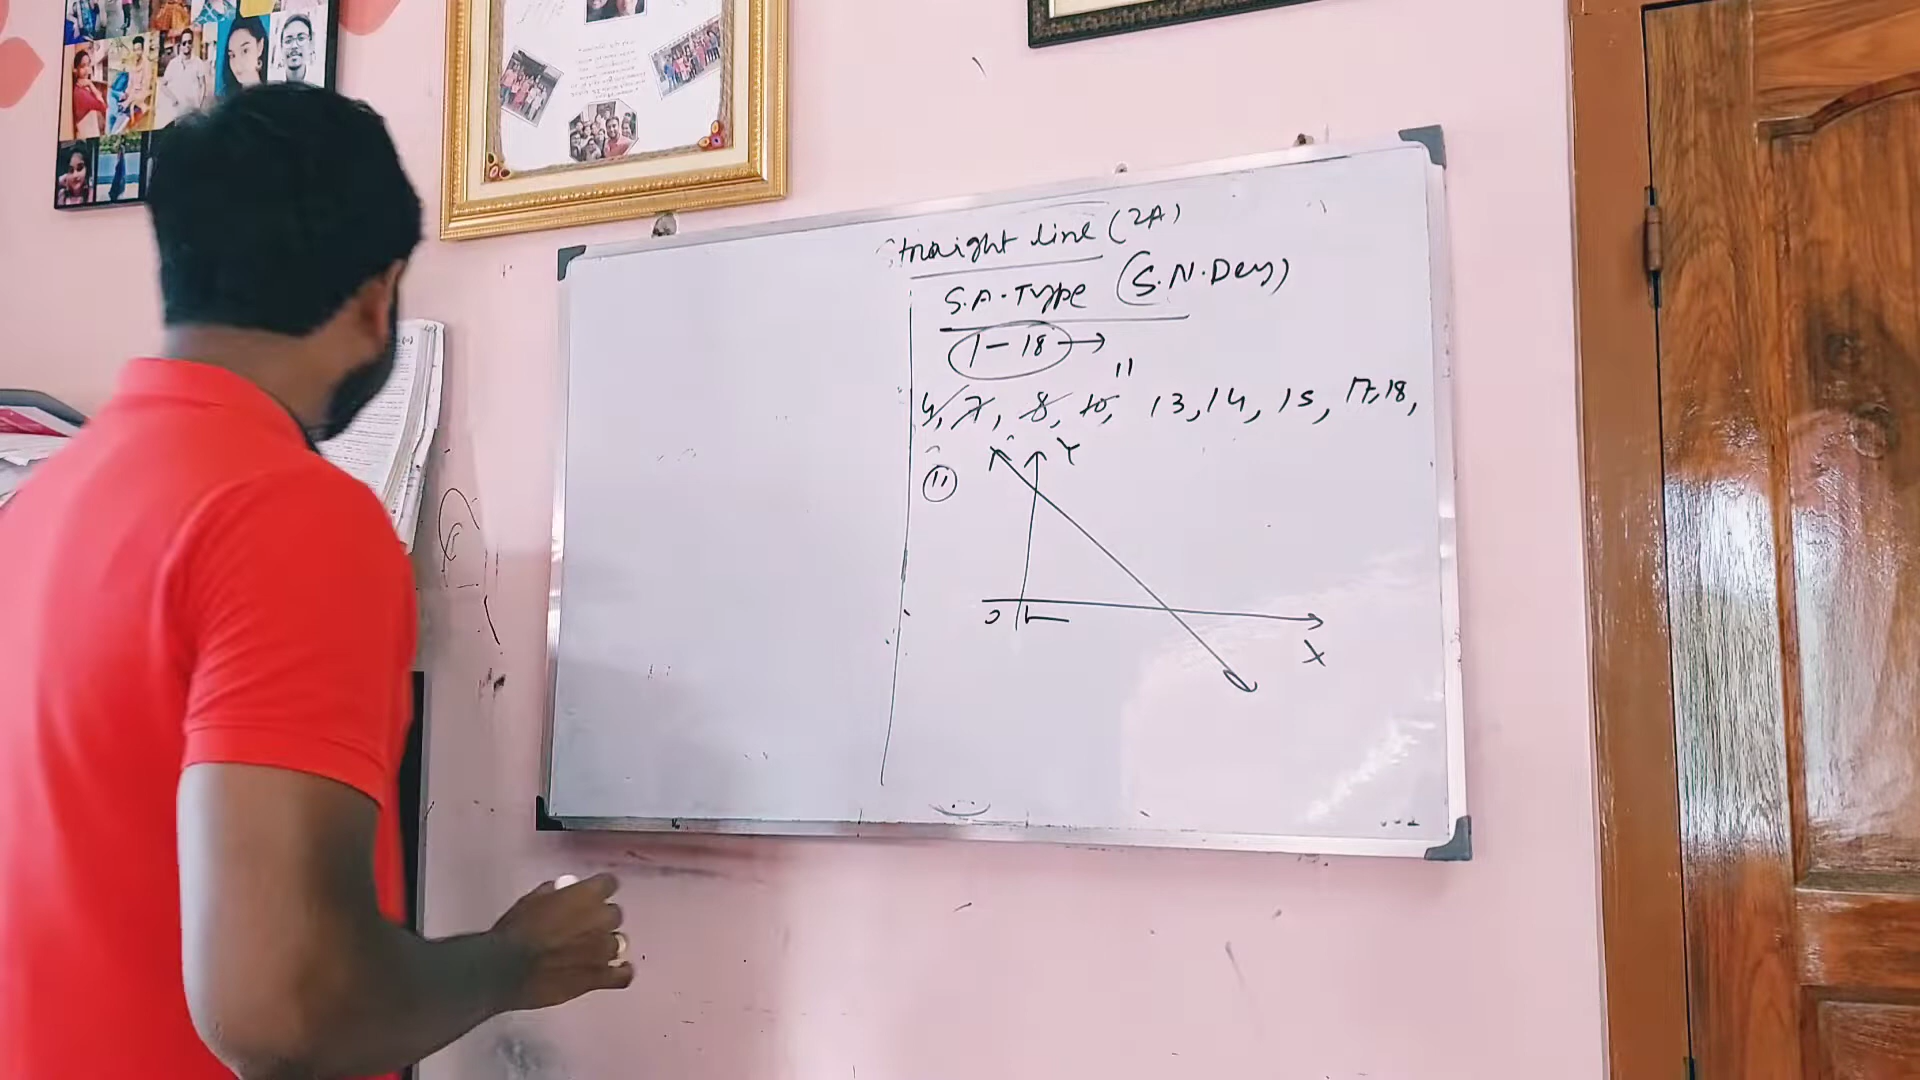 Straight line (2A)
S.A. Type (S.N. Dey)
1 – 18 →
11
4, 7, 8, 10, 13, 14, 15, 17, 18,
11
Y
O
X